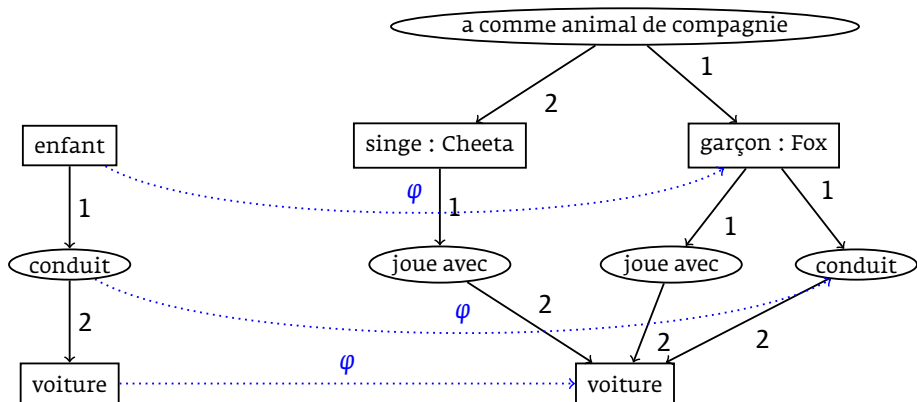 a comme animal de compagnie
2
1
enfant
singe : Cheeta
garçon : Fox
φ
1
1
1
1
conduit
joue avec
joue avec
conduit
φ
2
2
2
2
φ
voiture
voiture